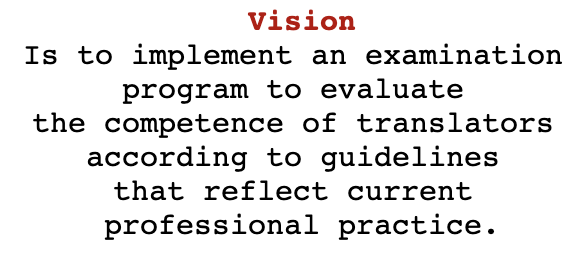 Vision
Is to implement an examination
program to evaluate
the competence of translators
according to guidelines
that reflect current
professional practice.